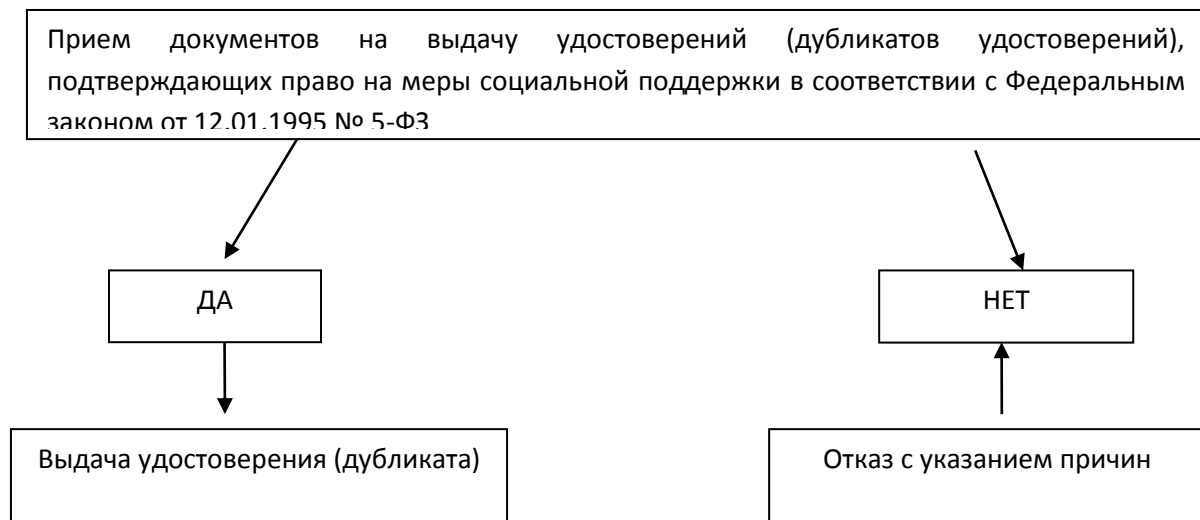 Прием документов на выдачу удостоверений (дубликатов удостоверений),
подтверждающих право на меры социальной поддержки в соответствии с Федеральным
законом от 12.01.1995 № 5-ФЗ
ДА
НЕТ
Выдача удостоверения (дубликата)
Отказ с указанием причин